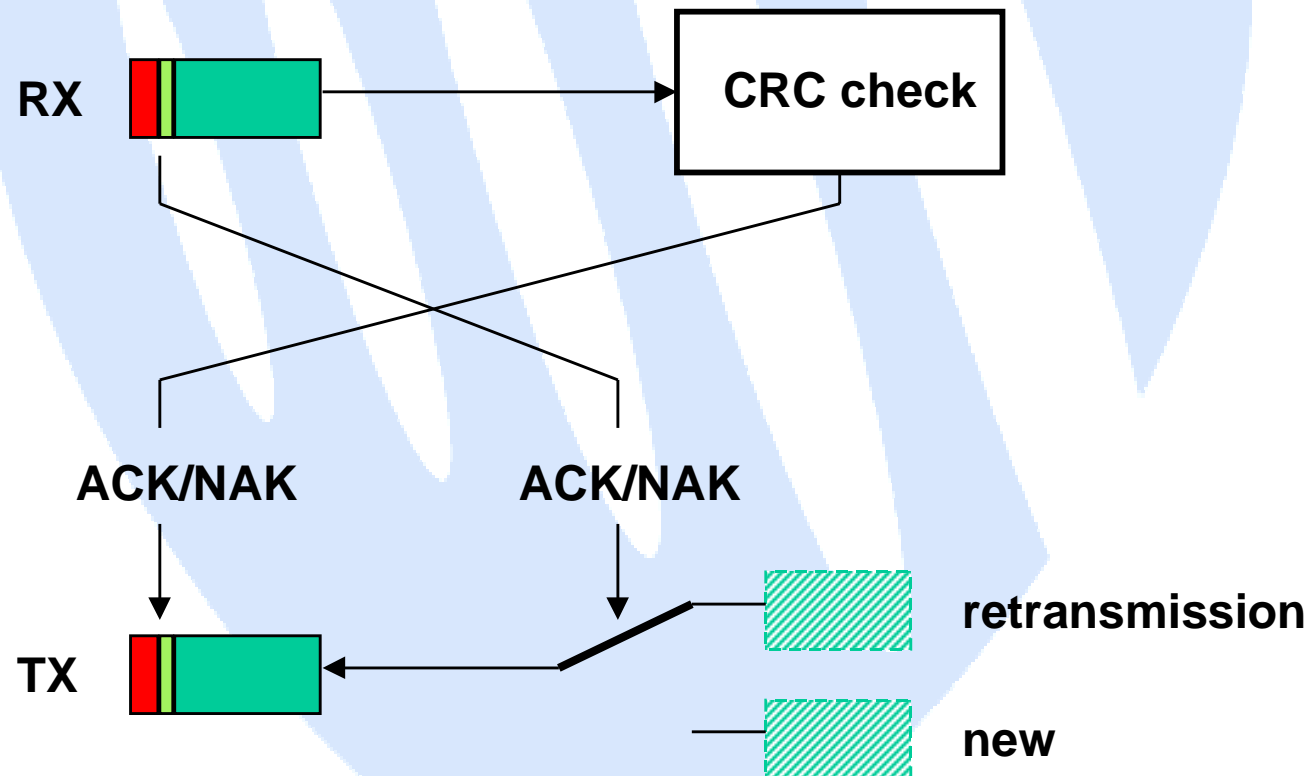 RX
CRC check
ACK/NAK
ACK/NAK
retransmission
TX
new